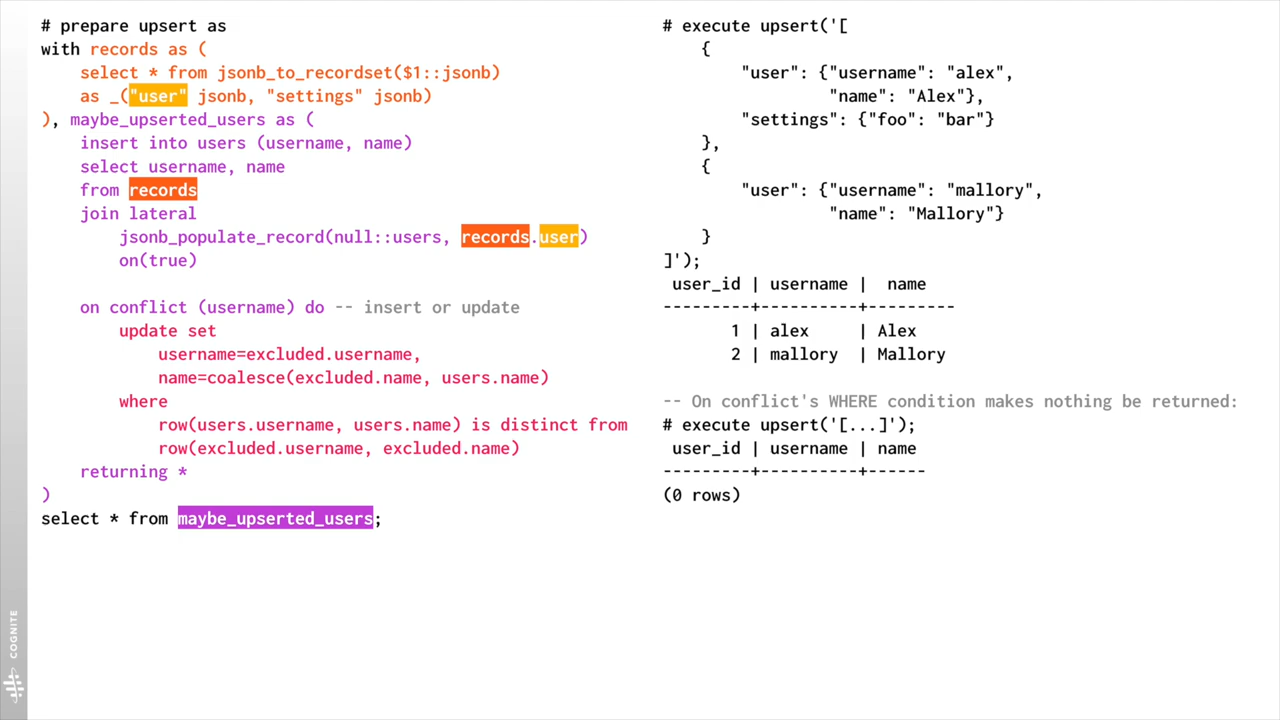 # prepare upsert as
with records as (
select * from jsonb_to_recordset($1::jsonb)
as _("user" jsonb, "settings" jsonb)
), maybe_upserted_users as (
insert into users (username, name)
select username, name
from records
join lateral
jsonb_populate_record(null::users, records.user)
on(true)
on conflict (username) do -- insert or update
update set
username=excluded.username,
name=coalesce(excluded.name, users.name)
where
row(users.username, users.name) is distinct from
row(excluded.username, excluded.name)
returning *
)
select * from maybe_upserted_users;
# execute upsert('[
{
"user": {"username": "alex",
"name": "Alex"},
"settings": {"foo": "bar"}
},
{
"user": {"username": "mallory",
"name": "Mallory"}
}
]');
user_id | username | name
---------+----------+---------
1 | alex | Alex
2 | mallory | Mallory
-- On conflict's WHERE condition makes nothing be returned:
# execute upsert('[...]');
user_id | username | name
---------+----------+------
(0 rows)
COGNITE